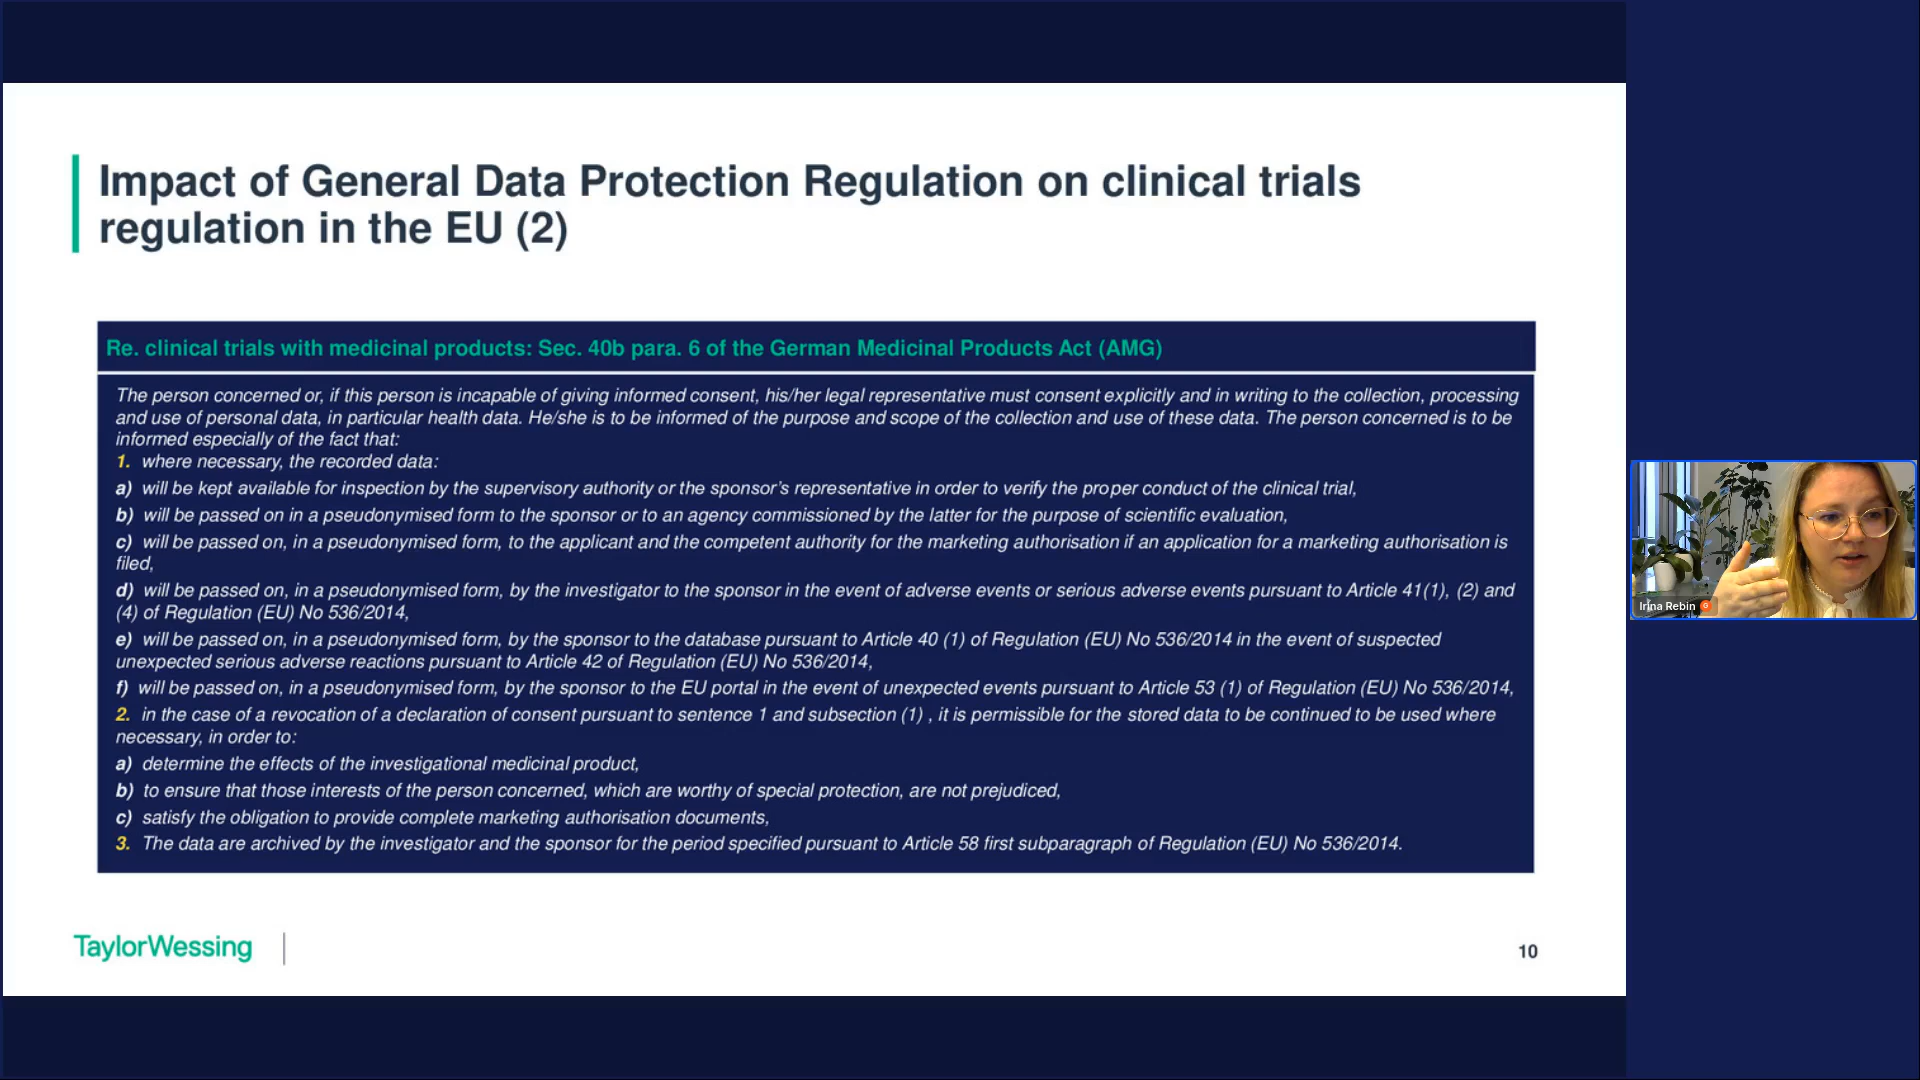 Impact of General Data Protection Regulation on clinical trials
regulation in the EU (2)
Re. clinical trials with medicinal products: Sec. 40b para. 6 of the German Medicinal Products Act (AMG)
The person concerned or, if this person is incapable of giving informed consent, his/her legal representative must consent explicitly and in writing to the collection, processing
and use of personal data, in particular health data. He/she is to be informed of the purpose and scope of the collection and use of these data. The person concerned is to be
informed especially of the fact that:
1. where necessary, the recorded data:
a) will be kept available for inspection by the supervisory authority or the sponsor's representative in order to verify the proper conduct of the clinical trial,
b) will be passed on in a pseudonymised form to the sponsor or to an agency commissioned by the latter for the purpose of scientific evaluation,
c) will be passed on, in a pseudonymised form, to the applicant and the competent authority for the marketing authorisation if an application for a marketing authorisation is
filed,
d) will be passed on, in a pseudonymised form, by the investigator to the sponsor in the event of adverse events or serious adverse events pursuant to Article 41(1), (2) and
(4) of Regulation (EU) No 536/2014,
e) will be passed on, in a pseudonymised form, by the sponsor to the database pursuant to Article 40 (1) of Regulation (EU) No 536/2014 in the event of suspected
unexpected serious adverse reactions pursuant to Article 42 of Regulation (EU) No 536/2014,
f) will be passed on, in a pseudonymised form, by the sponsor to the EU portal in the event of unexpected events pursuant to Article 53 (1) of Regulation (EU) No 536/2014,
2. in the case of a revocation of a declaration of consent pursuant to sentence 1 and subsection (1) , it is permissible for the stored data to be continued to be used where
necessary, in order to:
a) determine the effects of the investigational medicinal product,
b) to ensure that those interests of the person concerned, which are worthy of special protection, are not prejudiced,
c) satisfy the obligation to provide complete marketing authorisation documents,
3. The data are archived by the investigator and the sponsor for the period specified pursuant to Article 58 first subparagraph of Regulation (EU) No 536/2014.
TaylorWessing
10
Irina Rebin G